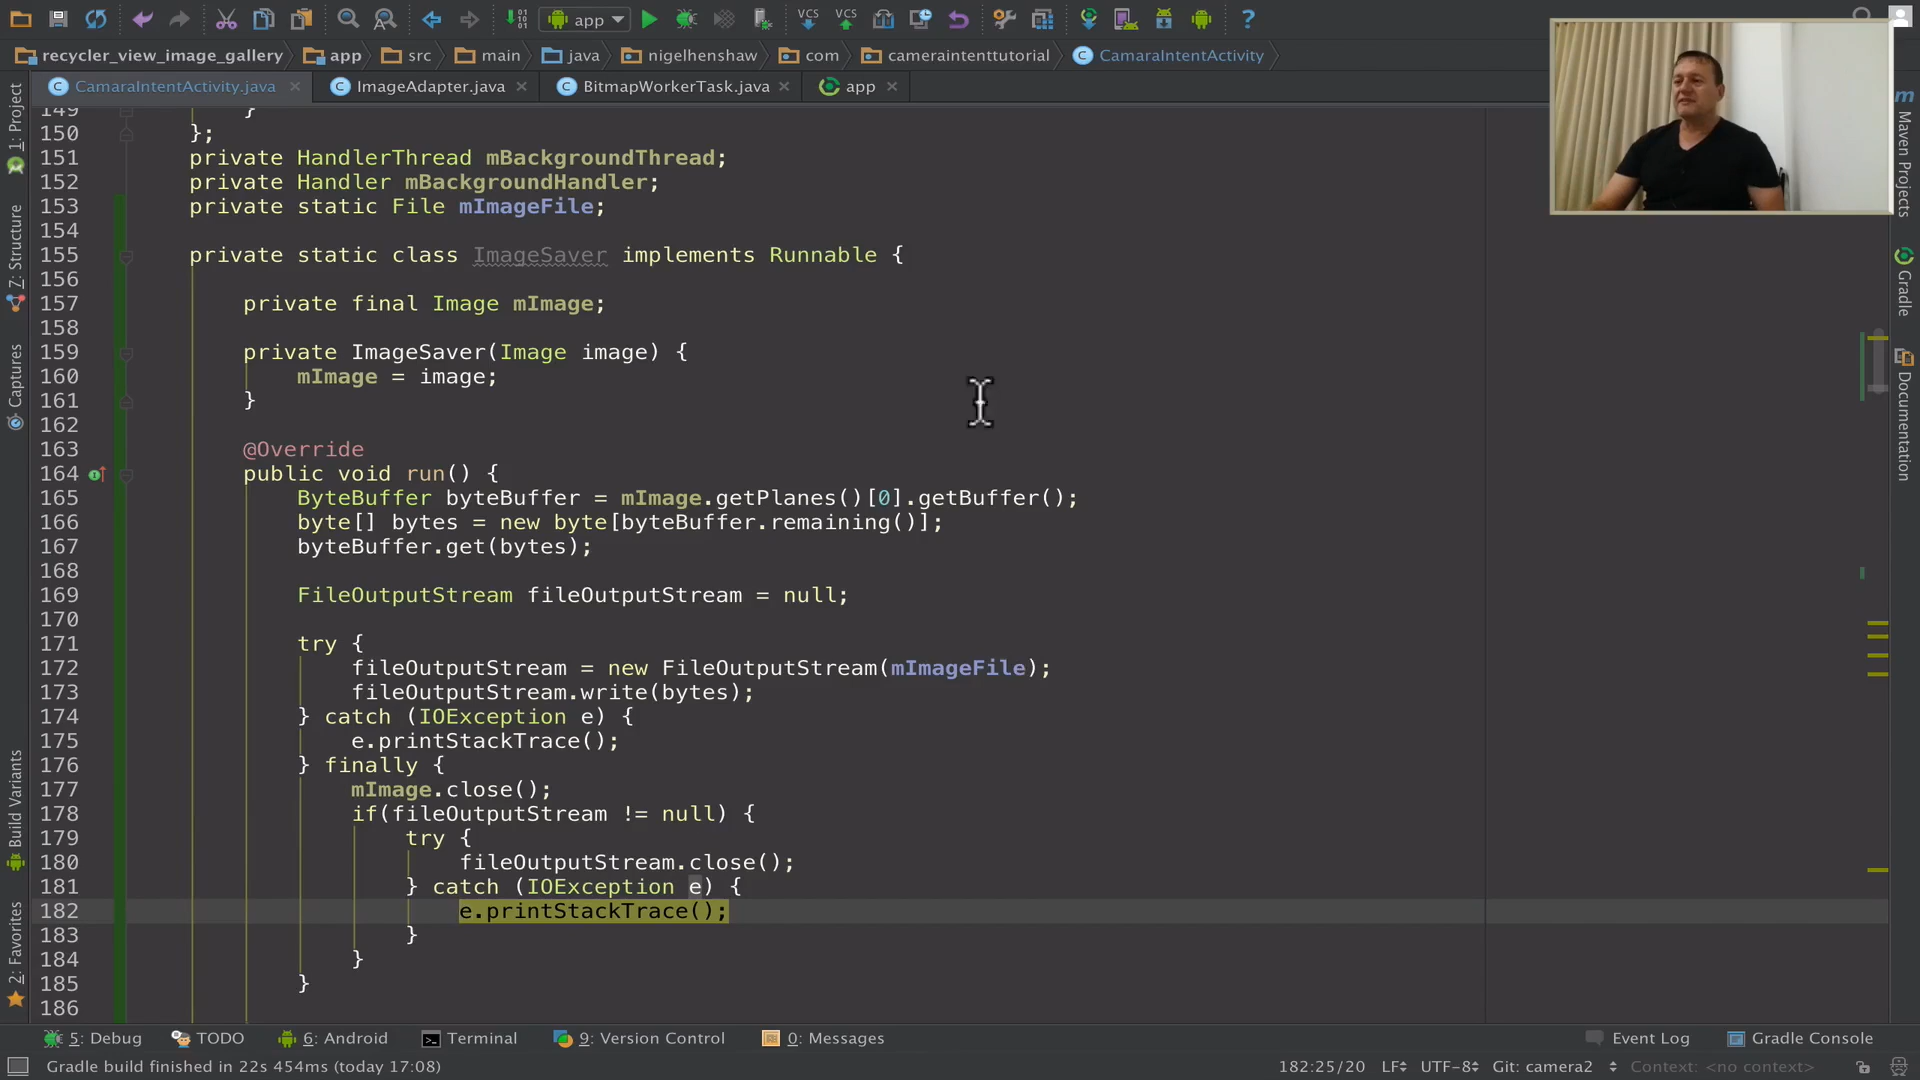 app
VCS
VCS
?
recycler_view_image_gallery
app
src
main
java
nigelhenshaw
com
cameraintenttutorial
CamaraIntentActivity
CamaraIntentActivity.java
ImageAdapter.java
BitmapWorkerTask.java
app
1: Project
7: Structure
Captures
Build Variants
2: Favorites
149 }
150 };
151 private HandlerThread mBackgroundThread;
152 private Handler mBackgroundHandler;
153 private static File mImageFile;
154
155 private static class ImageSaver implements Runnable {
156
157 private final Image mImage;
158
159 private ImageSaver(Image image) {
160 mImage = image;
161 }
162
163 @Override
164 public void run() {
165 ByteBuffer byteBuffer = mImage.getPlanes()[0].getBuffer();
166 byte[] bytes = new byte[byteBuffer.remaining()];
167 byteBuffer.get(bytes);
168
169 FileOutputStream fileOutputStream = null;
170
171 try {
172 fileOutputStream = new FileOutputStream(mImageFile);
173 fileOutputStream.write(bytes);
174 } catch (IOException e) {
175 e.printStackTrace();
176 } finally {
177 mImage.close();
178 if(fileOutputStream != null) {
179 try {
180 fileOutputStream.close();
181 } catch (IOException e) {
182 e.printStackTrace();
183 }
184 }
185 }
186
Maven Projects
Gradle
Documentation
5: Debug
TODO
6: Android
Terminal
9: Version Control
0: Messages
Event Log
Gradle Console
Gradle build finished in 22s 454ms (today 17:08)
182:25/20
LF
UTF-8
Git: camera2
Context: <no context>